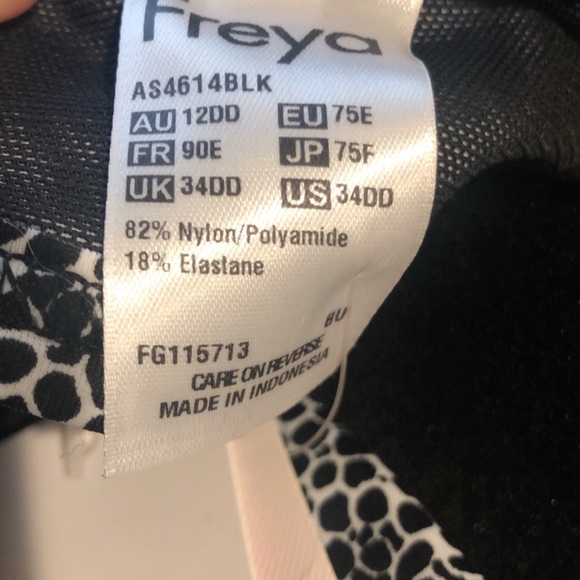 Freya
AS4614BLK
AU 12DD EU 75E
FR 90E JP 75F
UK 34DD US 34DD
82% Nylon/Polyamide
18% Elastane
BU
FG115713
CARE ON REVERSE
MADE IN INDONESIA